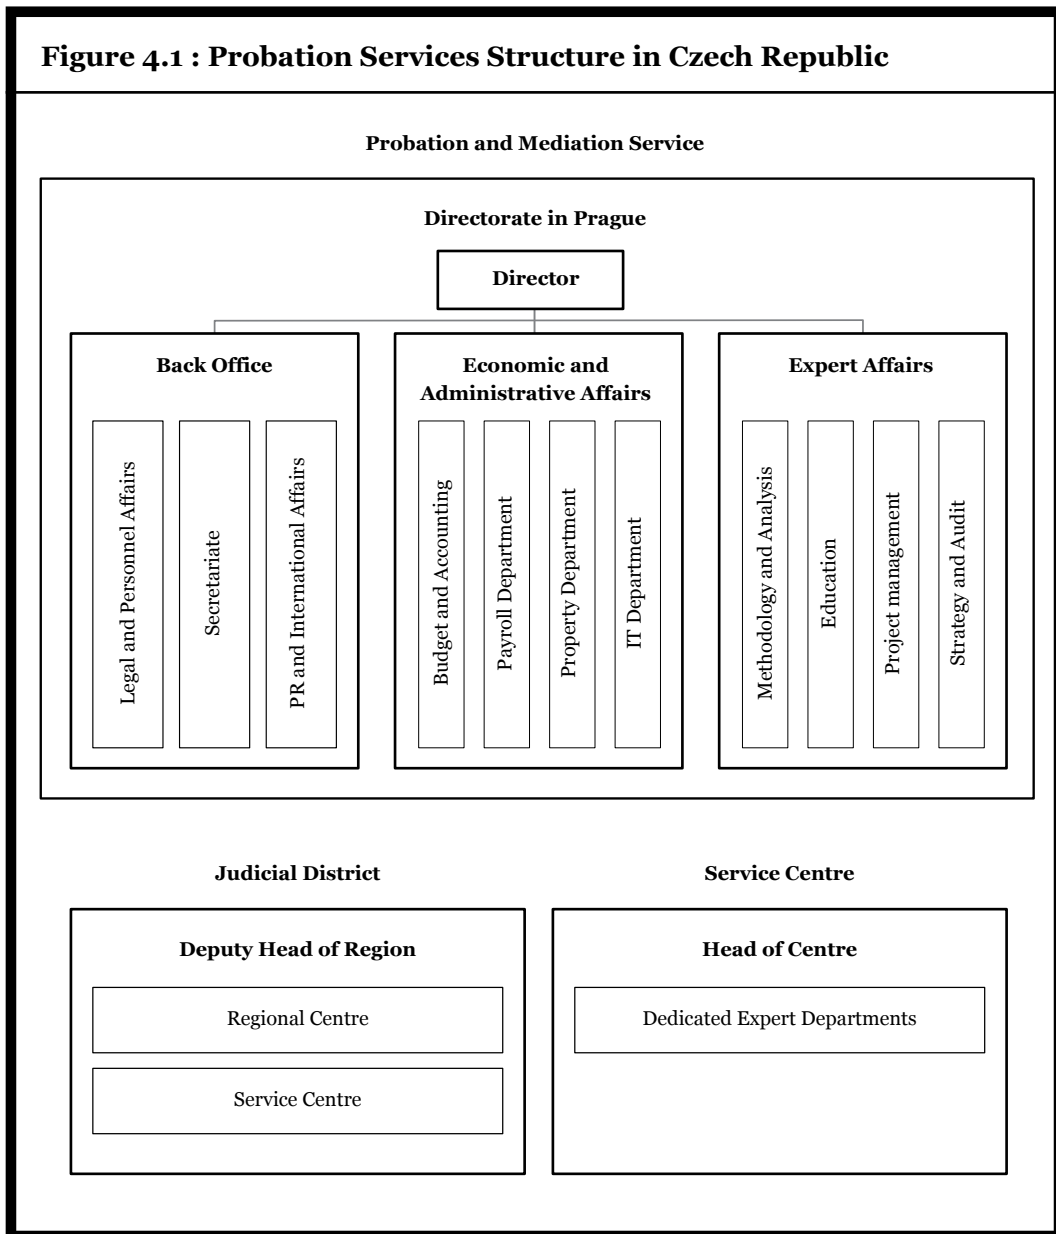 Figure 4.1 : Probation Services Structure in Czech Republic
Probation and Mediation Service
Directorate in Prague
Director
Back Office
Legal and Personnel Affairs
Secretariate
PR and International Affairs
Economic and
Administrative Affairs
Budget and Accounting
Payroll Department
Property Department
IT Department
Expert Affairs
Methodology and Analysis
Education
Project management
Strategy and Audit
Judicial District
Deputy Head of Region
Regional Centre
Service Centre
Service Centre
Head of Centre
Dedicated Expert Departments